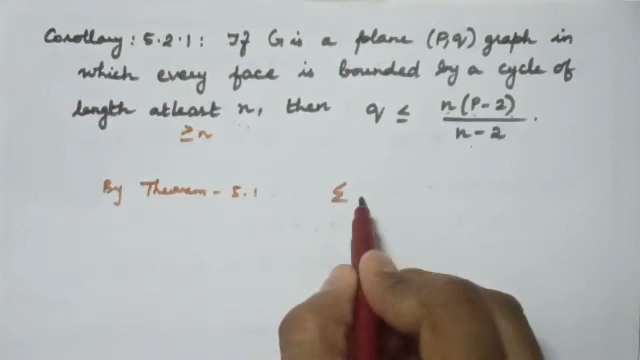 Corollary : 5.2.1 : If G is a plane (P,q) graph in
which every face is bounded by a cycle of
length atleast n, then q ≤ n(P-2)/n-2 .
≥n
By Theorem - 5.1 Σ